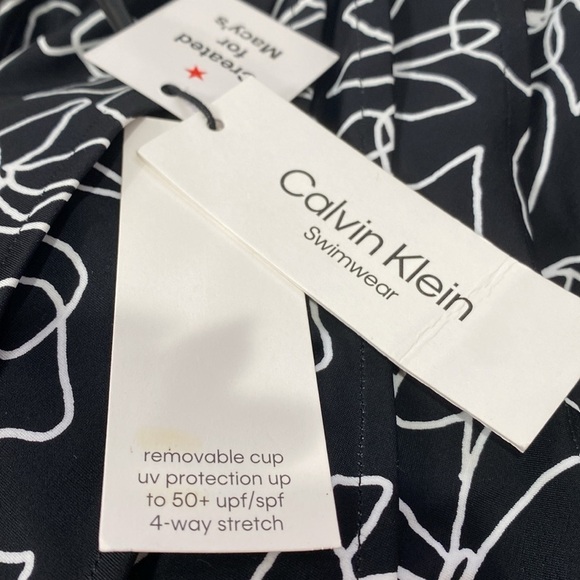 Created
for
Macy's
Calvin Klein
Swimwear
removable cup
uv protection up
to 50+ upf/spf
4-way stretch